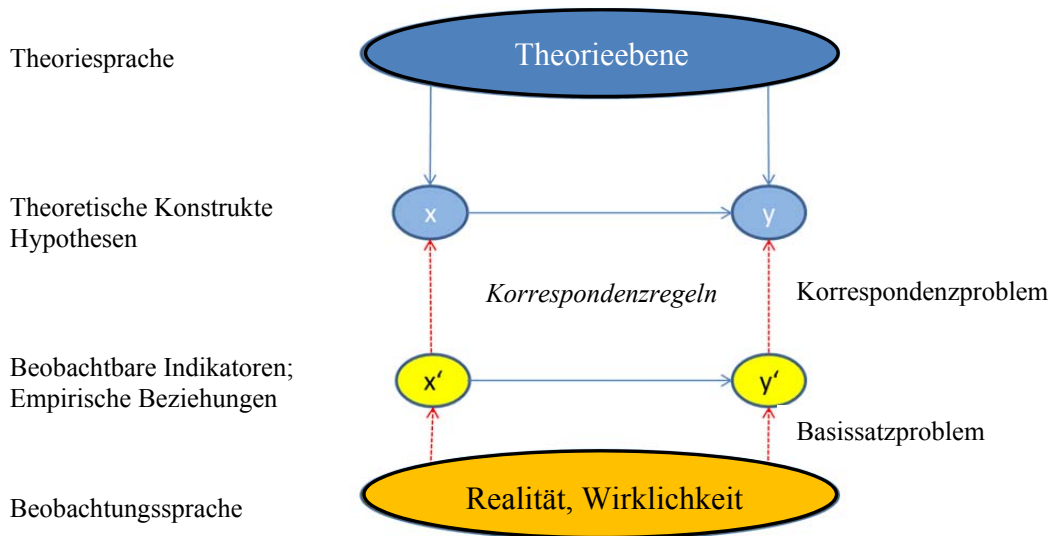 Theoriesprache
Theorieebene
Theoretische Konstrukte
Hypothesen
x
y
Korrespondenzregeln
Korrespondenzproblem
Beobachtbare Indikatoren;
Empirische Beziehungen
x‘
y‘
Basissatzproblem
Beobachtungssprache
Realität, Wirklichkeit